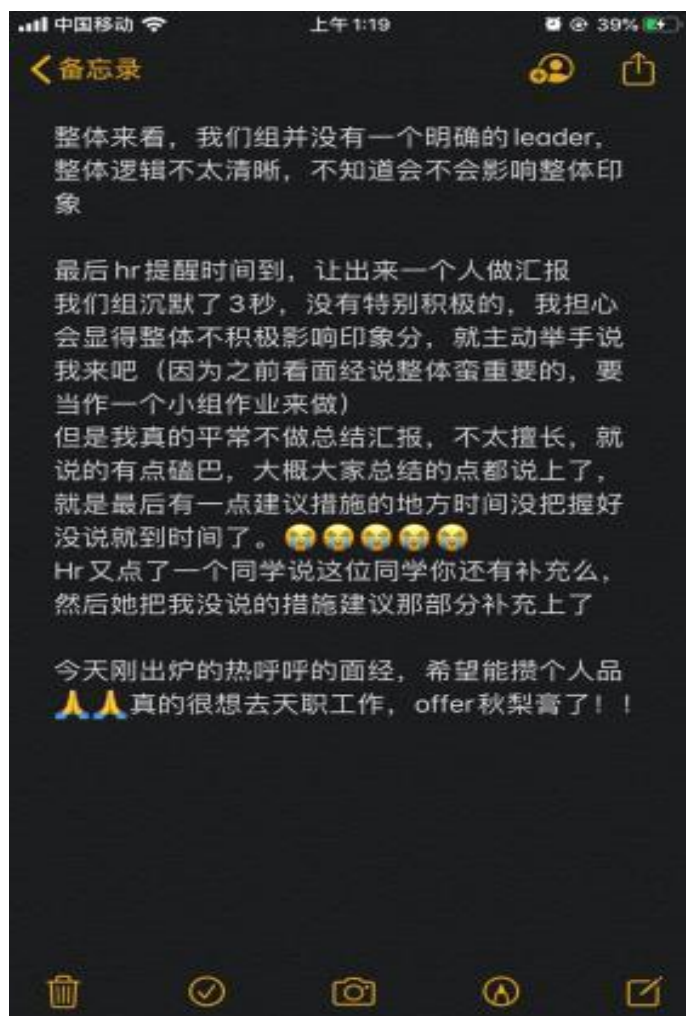 中国移动 上午1:19 39%
备忘录
整体来看，我们组并没有一个明确的leader，
整体逻辑不太清晰，不知道会不会影响整体印
象
最后hr提醒时间到，让出来一个人做汇报
我们组沉默了3秒，没有特别积极的，我担心
会显得整体不积极影响印象分，就主动举手说
我来吧（因为之前看面经说整体蛮重要的，要
当作一个小组作业来做）
但是我真的平常不做总结汇报，不太擅长，就
说的有点磕巴，大概大家总结的点都说上了，
就是最后有一点建议措施的地方时间没把握好
没说就到时间了。😭😭😭😭😭
Hr又点了一个同学说这位同学你还有补充么，
然后她把我没说的措施建议那部分补充上了
今天刚出炉的热呼呼的面经，希望能攒个人品
🙏🙏真的很想去天职工作，offer秋梨膏了！！